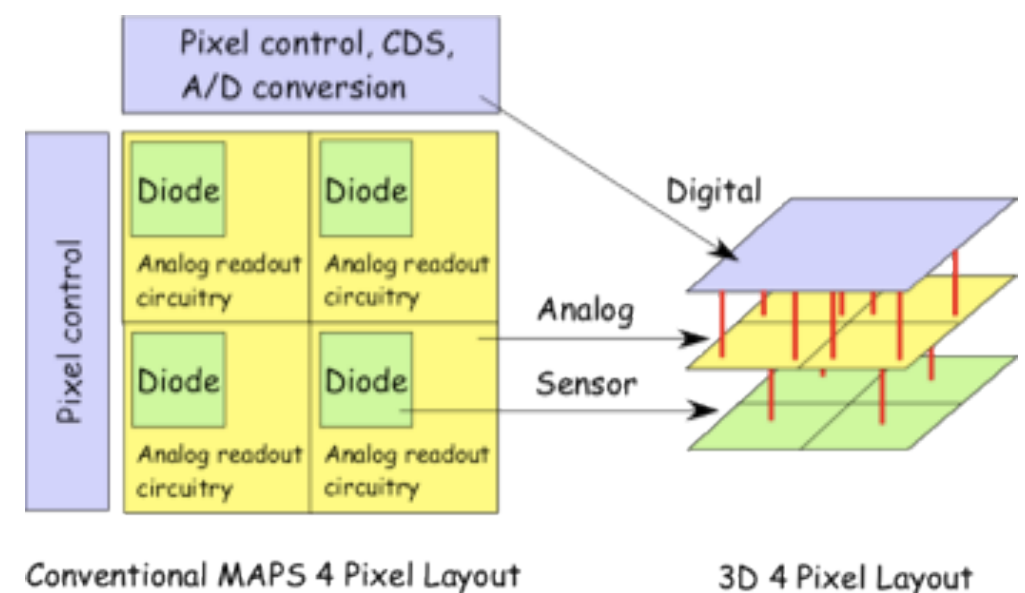 Pixel control, CDS,
A/D conversion
Pixel control
Diode
Analog readout
circuitry
Diode
Analog readout
circuitry
Diode
Analog readout
circuitry
Diode
Analog readout
circuitry
Digital
Analog
Sensor
Conventional MAPS 4 Pixel Layout
3D 4 Pixel Layout